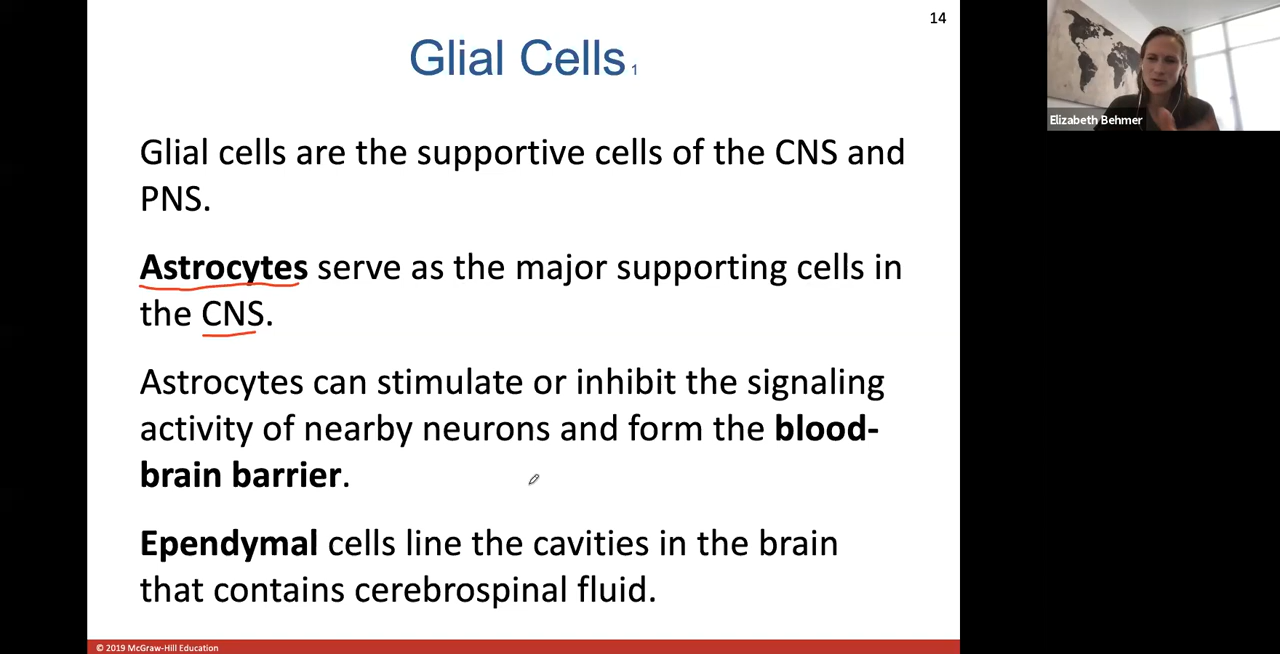 14
Glial Cells 1
Elizabeth Behmer
Glial cells are the supportive cells of the CNS and
PNS.
Astrocytes serve as the major supporting cells in
the CNS.
Astrocytes can stimulate or inhibit the signaling
activity of nearby neurons and form the blood-
brain barrier.
Ependymal cells line the cavities in the brain
that contains cerebrospinal fluid.
© 2019 McGraw-Hill Education